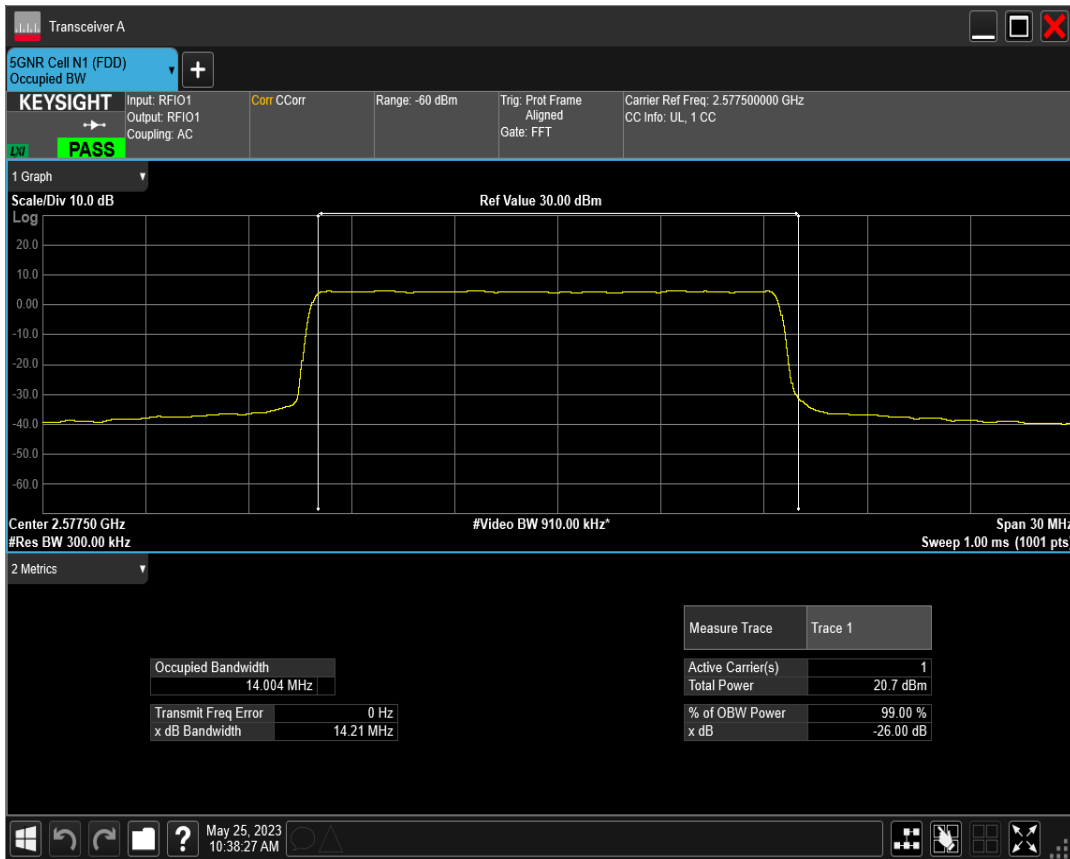 Transceiver A
5GNR Cell N1 (FDD)
Occupied BW
+
KEYSIGHT
LXI
PASS
Input: RFIO1
Output: RFIO1
Coupling: AC
Corr CCorr
Range: -60 dBm
Trig: Prot Frame
Aligned
Gate: FFT
Carrier Ref Freq: 2.577500000 GHz
CC Info: UL, 1 CC
1 Graph
Scale/Div 10.0 dB
Ref Value 30.00 dBm
Log
20.0
10.0
0.00
-10.0
-20.0
-30.0
-40.0
-50.0
-60.0
Center 2.57750 GHz
#Video BW 910.00 kHz*
Span 30 MHz
#Res BW 300.00 kHz
Sweep 1.00 ms (1001 pts)
2 Metrics
Measure Trace Trace 1
Occupied Bandwidth
14.004 MHz
Transmit Freq Error 0 Hz
x dB Bandwidth 14.21 MHz
Active Carrier(s) 1
Total Power 20.7 dBm
% of OBW Power 99.00 %
x dB -26.00 dB
?
May 25, 2023
10:38:27 AM